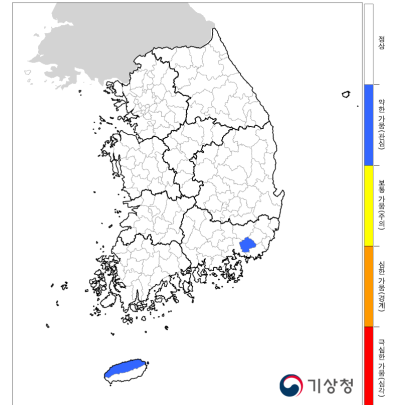 정상
약한 가뭄(관심)
보통 가뭄(주의)
심한 가뭄(경계)
극심한 가뭄(심각)
기상청